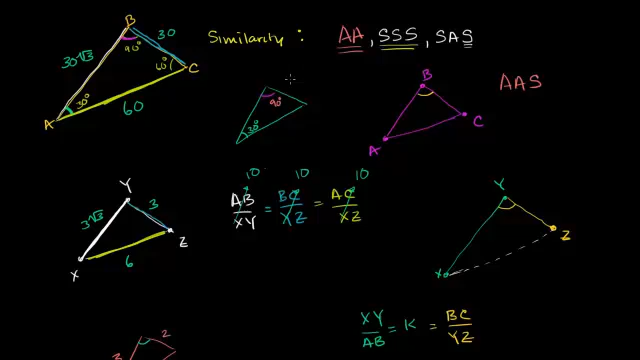 Similarity : AA , SSS , SAS
AAS
B
30√3
90°
30
60°
C
30°
A
60
90°
30°
B
A
C
Y
3√3
3
Z
X
6
10 10 10
AB/XY = BC/XZ = AC/XZ
Y
Z
X
XY/AB = K = BC/YZ
2
3